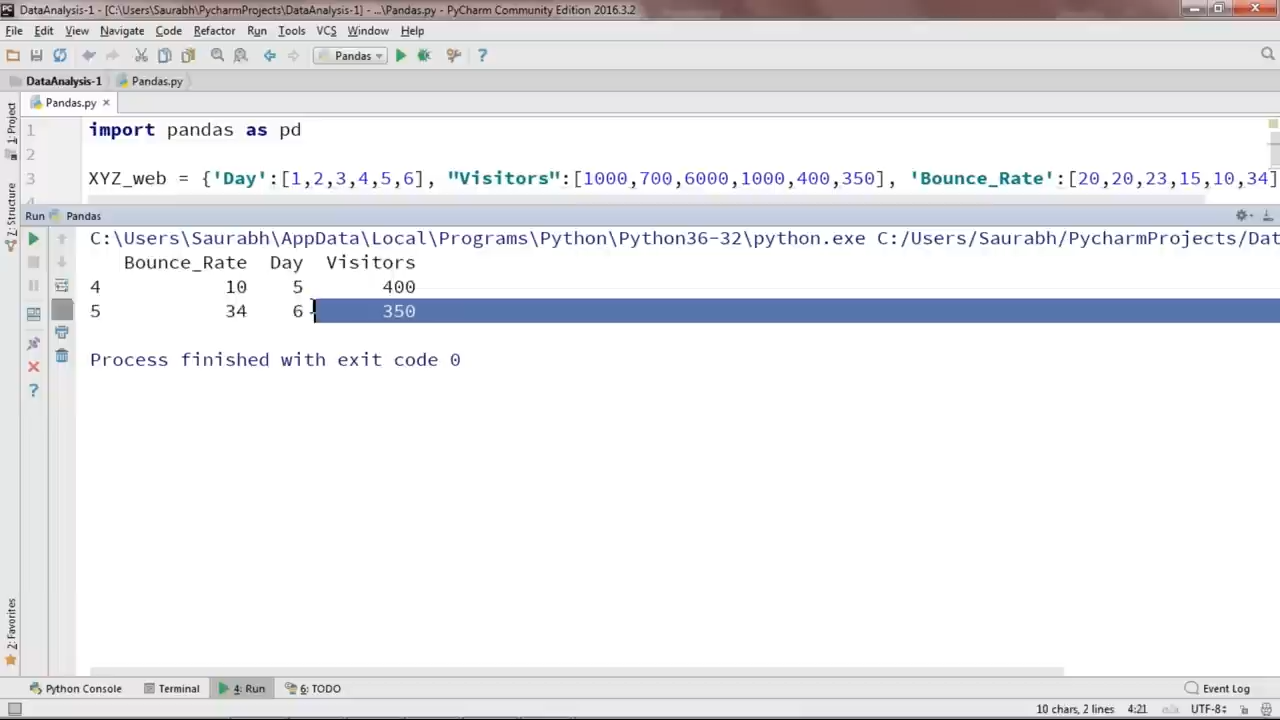 DataAnalysis-1 - [C:\Users\Saurabh\PycharmProjects\DataAnalysis-1] - ...\Pandas.py - PyCharm Community Edition 2016.3.2
File Edit View Navigate Code Refactor Run Tools VCS Window Help
Pandas
DataAnalysis-1 Pandas.py
Pandas.py
1: Project
Z: Structure
2: Favorites
1 import pandas as pd
2
3 XYZ_web = {'Day':[1,2,3,4,5,6], "Visitors":[1000,700,6000,1000,400,350], 'Bounce_Rate':[20,20,23,15,10,34]
Run Pandas
C:\Users\Saurabh\AppData\Local\Programs\Python\Python36-32\python.exe C:/Users/Saurabh/PycharmProjects/Dat
Bounce_Rate Day Visitors
4 10 5 400
5 34 6 350
Process finished with exit code 0
Python Console Terminal 4: Run 6: TODO Event Log
10 chars, 2 lines 4:21 UTF-8